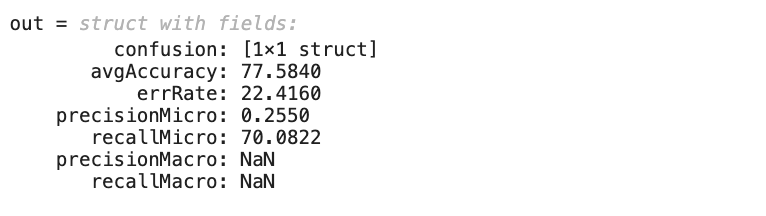 out = struct with fields:
confusion: [1×1 struct]
avgAccuracy: 77.5840
errRate: 22.4160
precisionMicro: 0.2550
recallMicro: 70.0822
precisionMacro: NaN
recallMacro: NaN